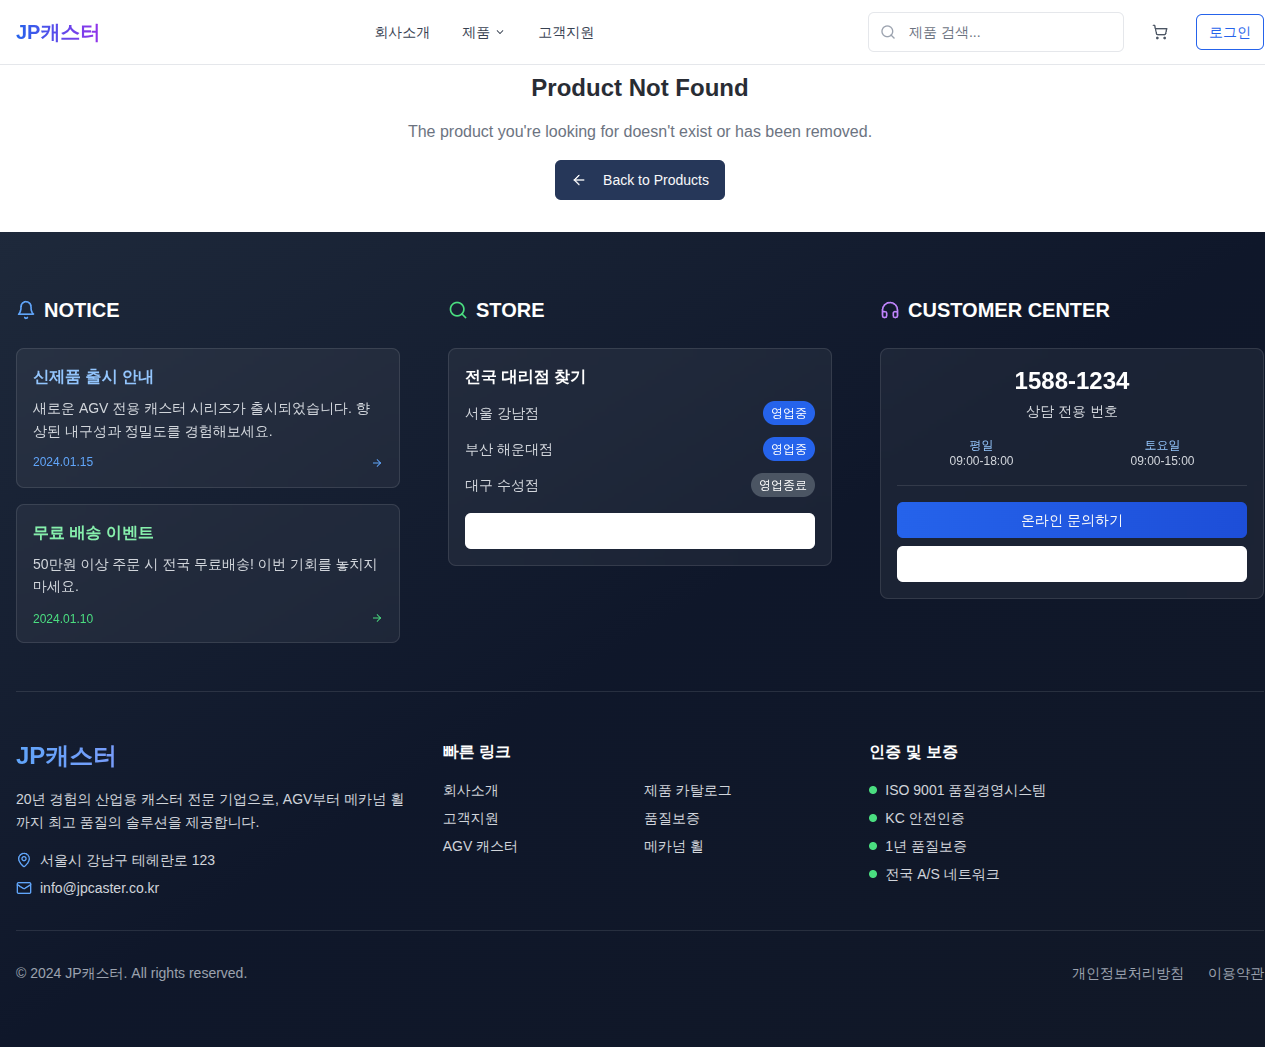 JP캐스터
회사소개
제품
고객지원
제품 검색...
로그인
Product Not Found
The product you're looking for doesn't exist or has been removed.
Back to Products
NOTICE
신제품 출시 안내
새로운 AGV 전용 캐스터 시리즈가 출시되었습니다. 향
상된 내구성과 정밀도를 경험해보세요.
2024.01.15
무료 배송 이벤트
50만원 이상 주문 시 전국 무료배송! 이번 기회를 놓치지
마세요.
2024.01.10
STORE
전국 대리점 찾기
서울 강남점
영업중
부산 해운대점
영업중
대구 수성점
영업종료
CUSTOMER CENTER
1588-1234
상담 전용 번호
평일
09:00-18:00
토요일
09:00-15:00
온라인 문의하기
JP캐스터
20년 경험의 산업용 캐스터 전문 기업으로, AGV부터 메카넘 휠
까지 최고 품질의 솔루션을 제공합니다.
서울시 강남구 테헤란로 123
info@jpcaster.co.kr
빠른 링크
회사소개
제품 카탈로그
고객지원
품질보증
AGV 캐스터
메카넘 휠
인증 및 보증
ISO 9001 품질경영시스템
KC 안전인증
1년 품질보증
전국 A/S 네트워크
© 2024 JP캐스터. All rights reserved.
개인정보처리방침
이용약관